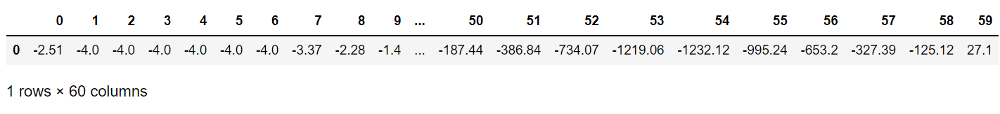 0 1 2 3 4 5 6 7 8 9 ... 50 51 52 53 54 55 56 57 58 59
0 -2.51 -4.0 -4.0 -4.0 -4.0 -4.0 -4.0 -3.37 -2.28 -1.4 ... -187.44 -386.84 -734.07 -1219.06 -1232.12 -995.24 -653.2 -327.39 -125.12 27.1
1 rows × 60 columns